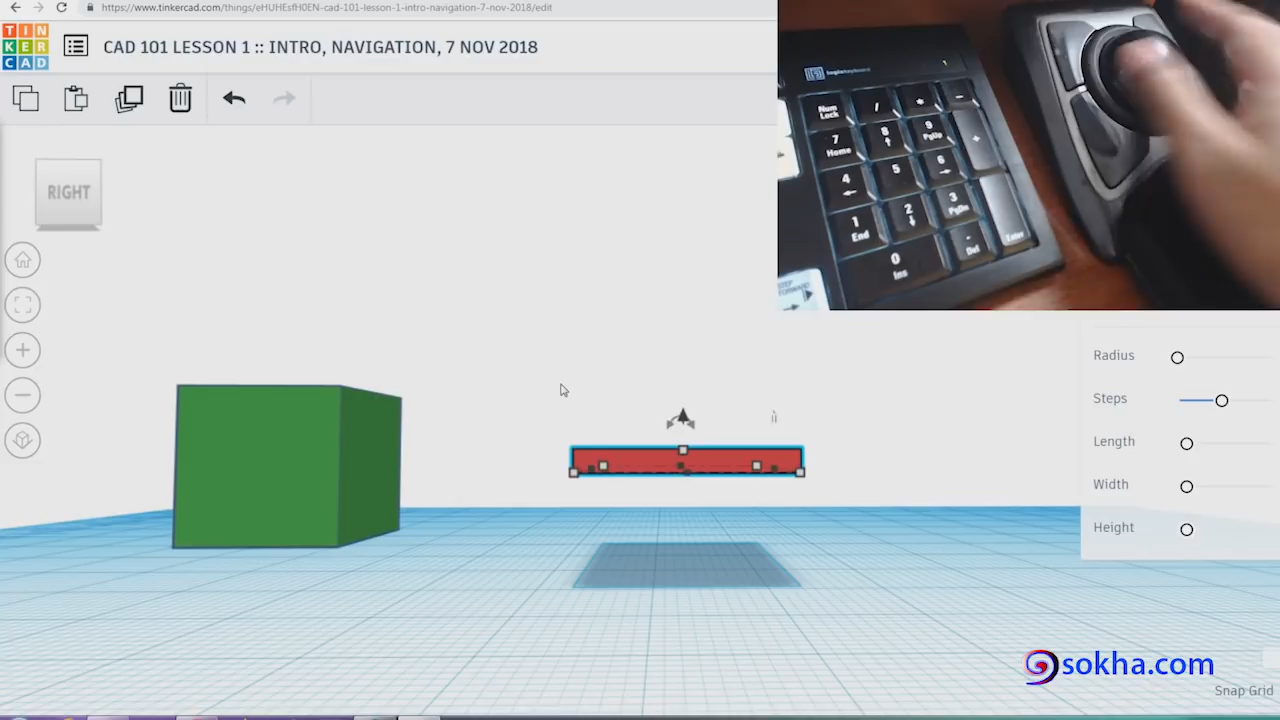 https://www.tinkercad.com/things/eHUHEsfH0EN-cad-101-lesson-1-intro-navigation-7-nov-2018/edit
TIN
KER
CAD
CAD 101 LESSON 1 :: INTRO, NAVIGATION, 7 NOV 2018
RIGHT
Num Lock
/
*
-
7 Home
8
9 PgUp
+
4
5
6
1 End
2
3 PgDn
Enter
0 Ins
Del
STEP FORWARD
Radius
Steps
Length
Width
Height
sokha.com
Snap Grid